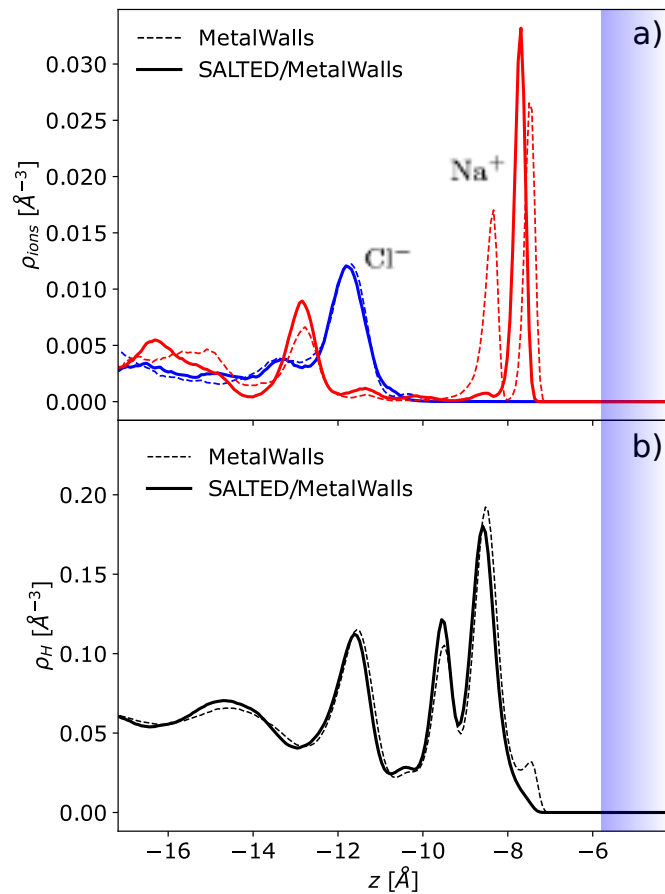 a)
MetalWalls
SALTED/MetalWalls
0.030
0.025
0.020
0.015
0.010
0.005
0.000
ρions [Å−3]
Na+
Cl−
b)
MetalWalls
SALTED/MetalWalls
0.20
0.15
0.10
0.05
0.00
ρH [Å−3]
−16 −14 −12 −10 −8 −6
z [Å]